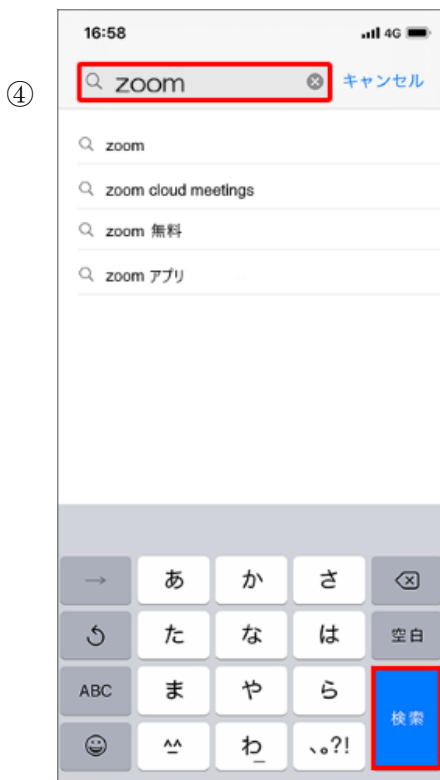 16:58 4G
④ zoom キャンセル
zoom
zoom cloud meetings
zoom 無料
zoom アプリ
→ あ か さ
た な は 空白
ABC ま や ら 検索
^^ わ_ 、。?!